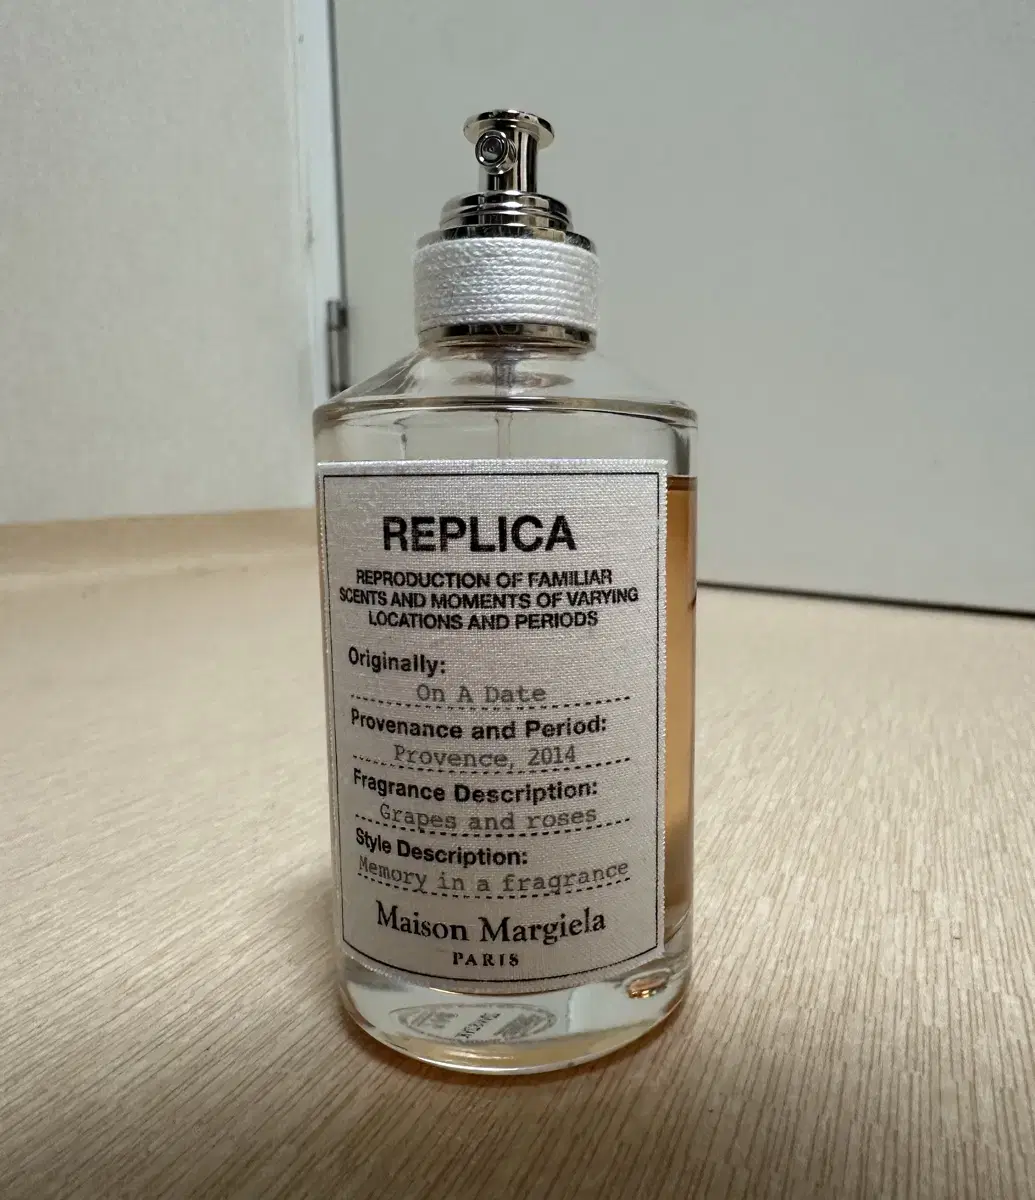 REPLICA
REPRODUCTION OF FAMILIAR
SCENTS AND MOMENTS OF VARYING
LOCATIONS AND PERIODS
Originally:
On A Date
Provenance and Period:
Provence, 2014
Fragrance Description:
Grapes and roses
Style Description:
Memory in a fragrance
Maison Margiela
PARIS